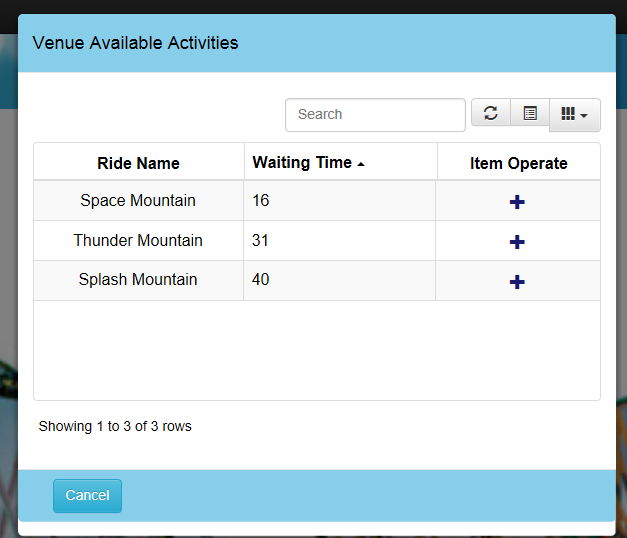 Venue Available Activities
Search
Ride Name Waiting Time Item Operate
Space Mountain 16
Thunder Mountain 31
Splash Mountain 40
Showing 1 to 3 of 3 rows
Cancel